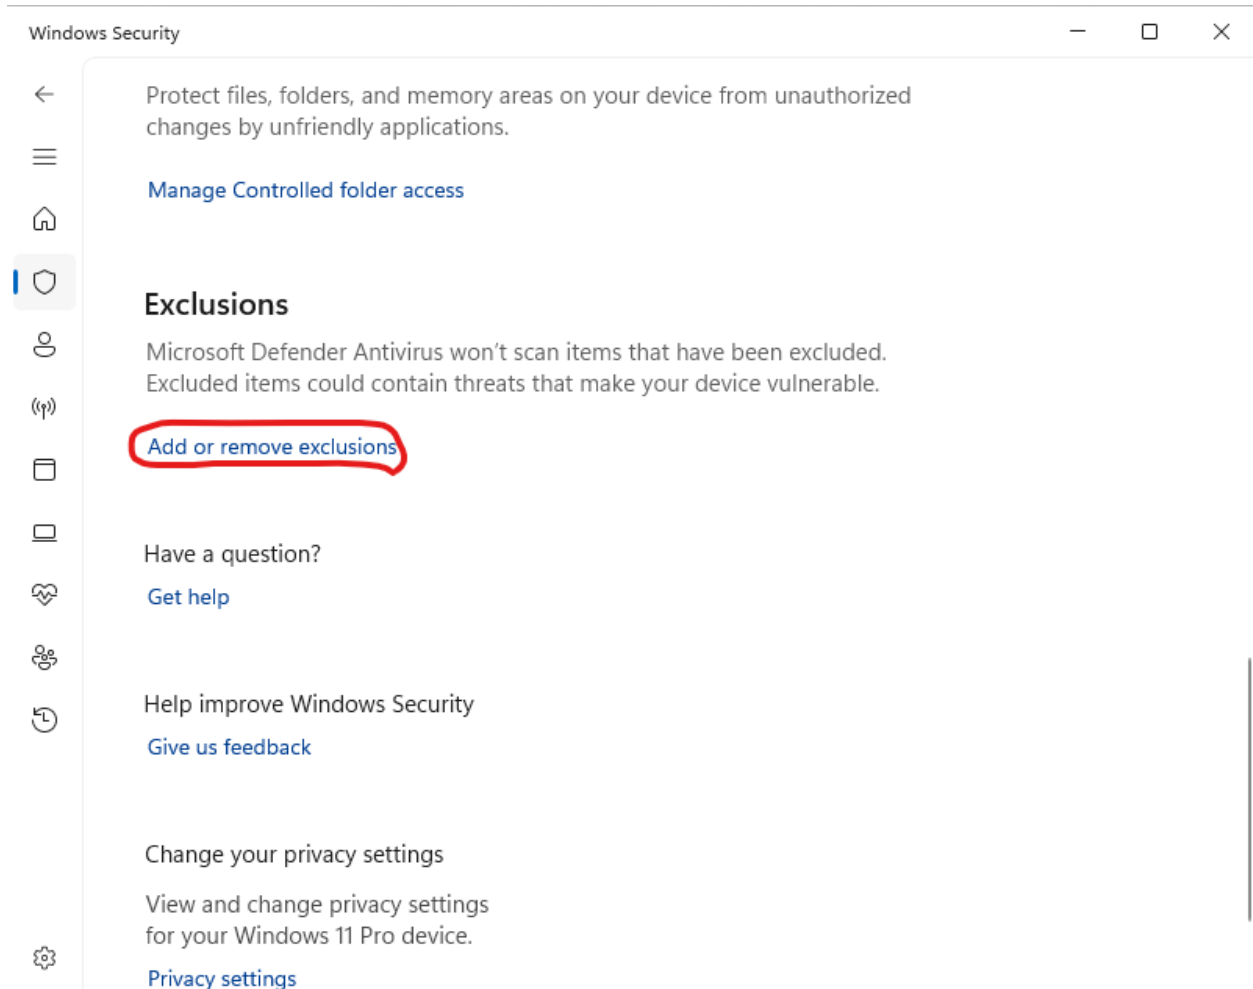 Windows Security
Protect files, folders, and memory areas on your device from unauthorized
changes by unfriendly applications.
Manage Controlled folder access
Exclusions
Microsoft Defender Antivirus won’t scan items that have been excluded.
Excluded items could contain threats that make your device vulnerable.
Add or remove exclusions
Have a question?
Get help
Help improve Windows Security
Give us feedback
Change your privacy settings
View and change privacy settings
for your Windows 11 Pro device.
Privacy settings